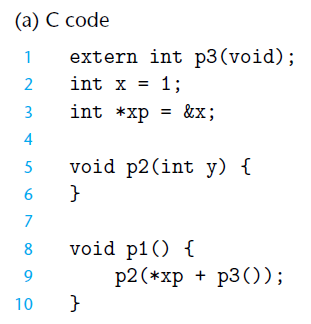 (a) C code
1 extern int p3(void);
2 int x = 1;
3 int *xp = &x;
4
5 void p2(int y) {
6 }
7
8 void p1() {
9 p2(*xp + p3());
10 }